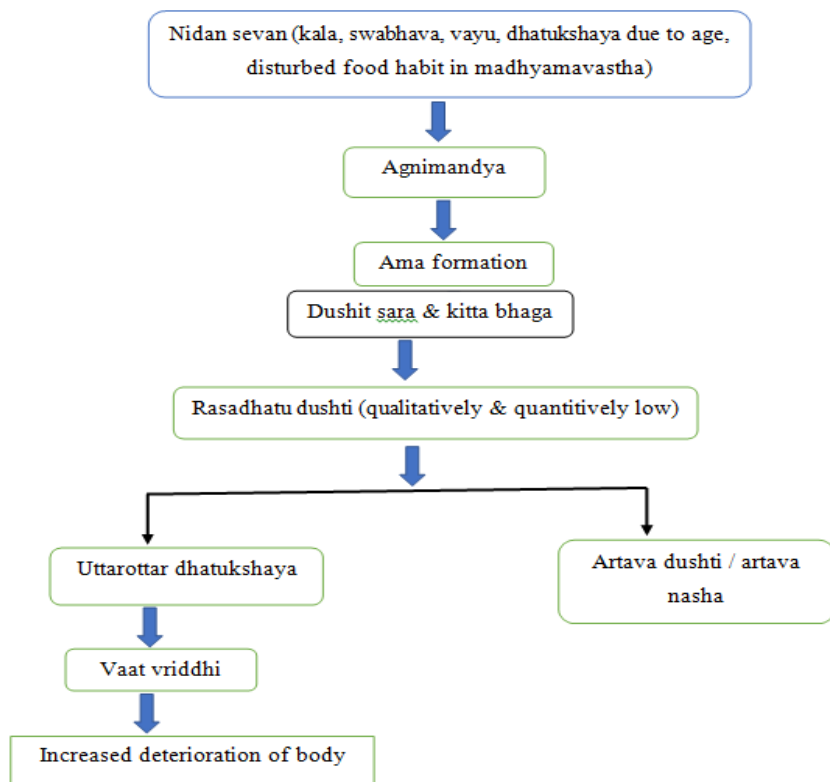 Nidan sevan (kala, swabhava, vayu, dhatukshaya due to age,
disturbed food habit in madhyamavastha)
Agnimandya
Ama formation
Dushit sara & kitta bhaga
Rasadhatu dushti (qualitatively & quantitively low)
Uttarottar dhatukshaya
Artava dushti / artava
nasha
Vaat vriddhi
Increased deterioration of body